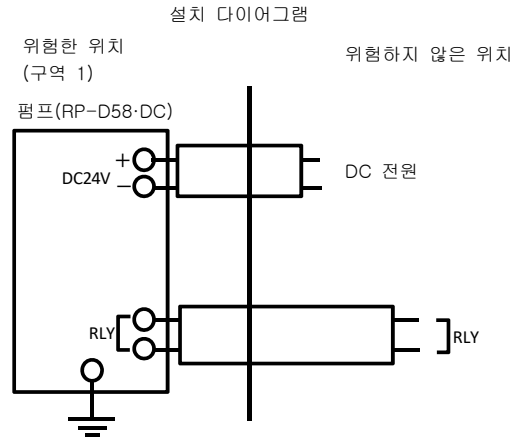 설치 다이어그램
위험한 위치
(구역 1)
위험하지 않은 위치
펌프(RP-D58·DC)
+
DC24V
−
DC 전원
RLY
RLY